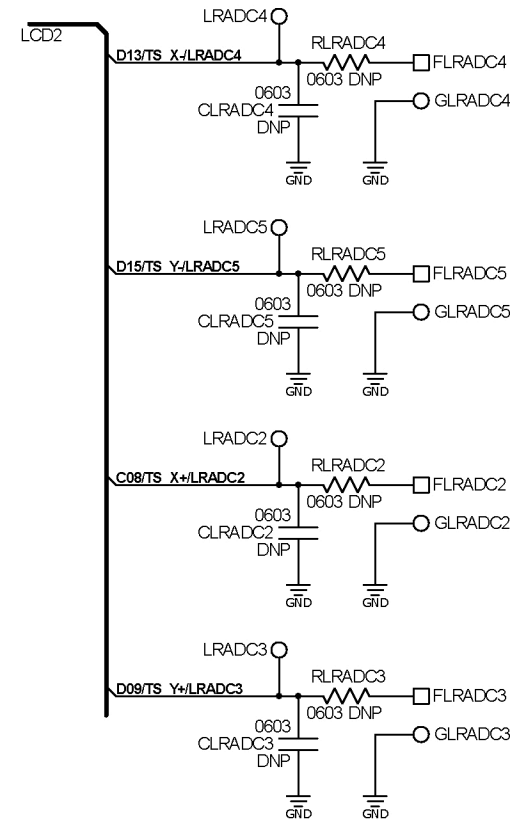 LCD2
LRADC4
D13/TS X-/LRADC4
RLRADC4
0603 DNP
FLRADC4
0603
CLRADC4
DNP
GLRADC4
GND
GND
LRADC5
D15/TS Y-/LRADC5
RLRADC5
0603 DNP
FLRADC5
0603
CLRADC5
DNP
GLRADC5
GND
GND
LRADC2
C08/TS X+/LRADC2
RLRADC2
0603 DNP
FLRADC2
0603
CLRADC2
DNP
GLRADC2
GND
GND
LRADC3
D09/TS Y+/LRADC3
RLRADC3
0603 DNP
FLRADC3
0603
CLRADC3
DNP
GLRADC3
GND
GND